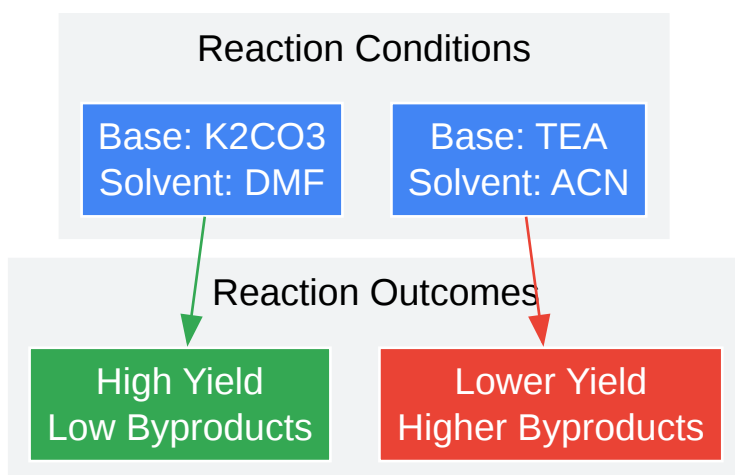 Reaction Conditions
Base: K2CO3
Solvent: DMF
Base: TEA
Solvent: ACN
Reaction Outcomes
High Yield
Low Byproducts
Lower Yield
Higher Byproducts